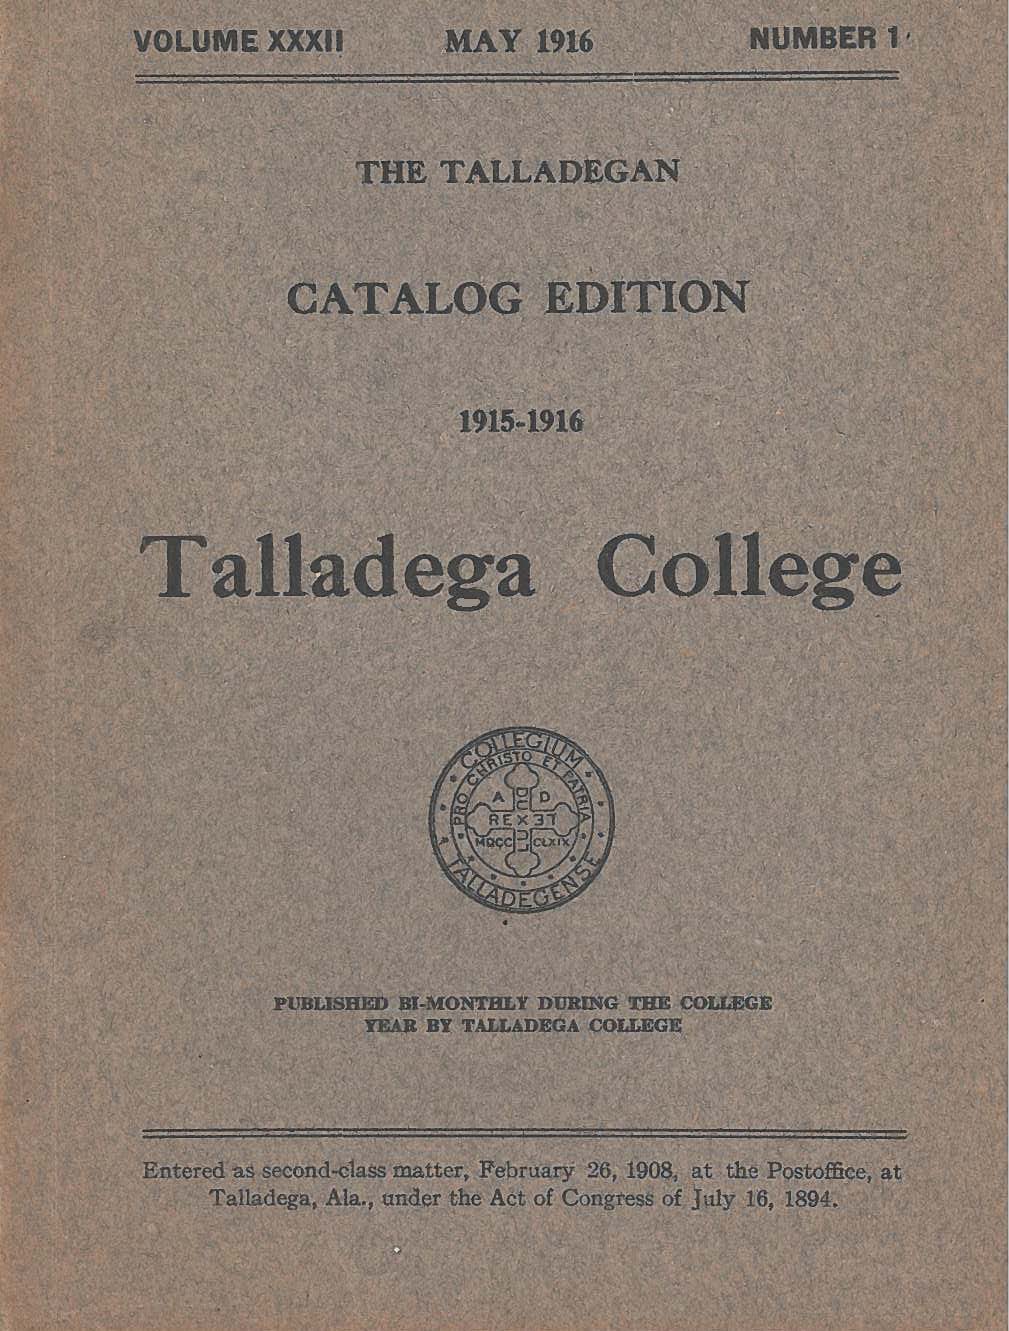 VOLUME XXXII MAY 1916 NUMBER 1
THE TALLADEGAN
CATALOG EDITION
1915-1916
Talladega College
COLLEGIUM
PRO CHRISTO ET PATRIA
A D
DU
REX ET
MDCCC CLXIX
TALLADEGENSE
PUBLISHED BI-MONTHLY DURING THE COLLEGE
YEAR BY TALLADEGA COLLEGE
Entered as second-class matter, February 26, 1908, at the Postoffice, at
Talladega, Ala., under the Act of Congress of July 16, 1894.